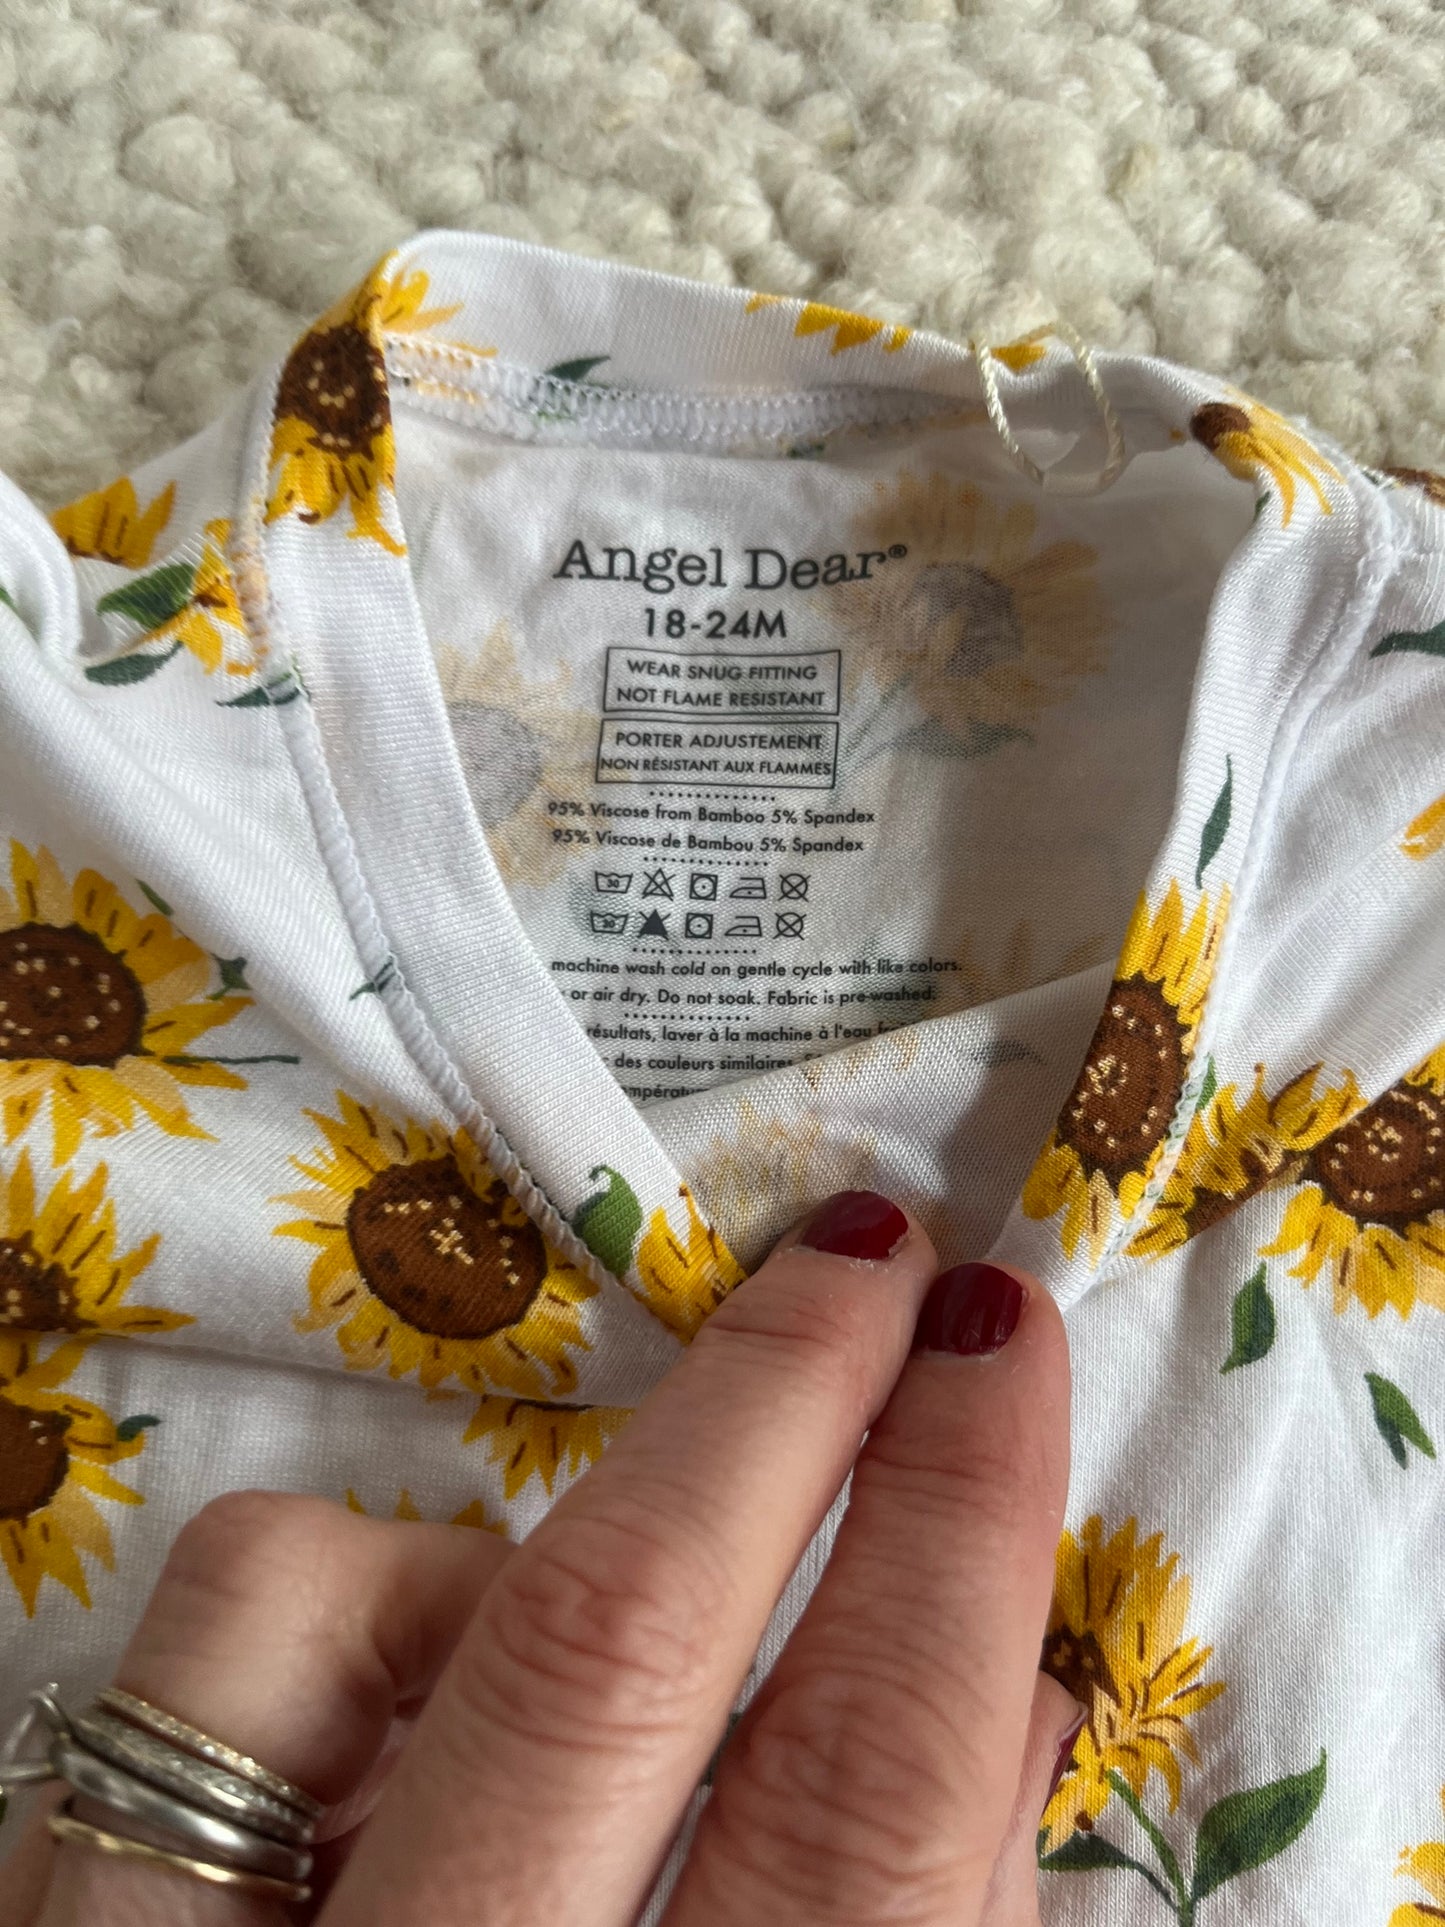 Angel Dear®
18-24M
WEAR SNUG FITTING
NOT FLAME RESISTANT
PORTER ADJUSTEMENT
NON RÉSISTANT AUX FLAMMES
95% Viscose from Bamboo 5% Spandex
95% Viscose de Bambou 5% Spandex
30
30
machine wash cold on gentle cycle with like colors.
or air dry. Do not soak. Fabric is pre-washed.
résultats, laver à la machine à l'eau
des couleurs similaires.